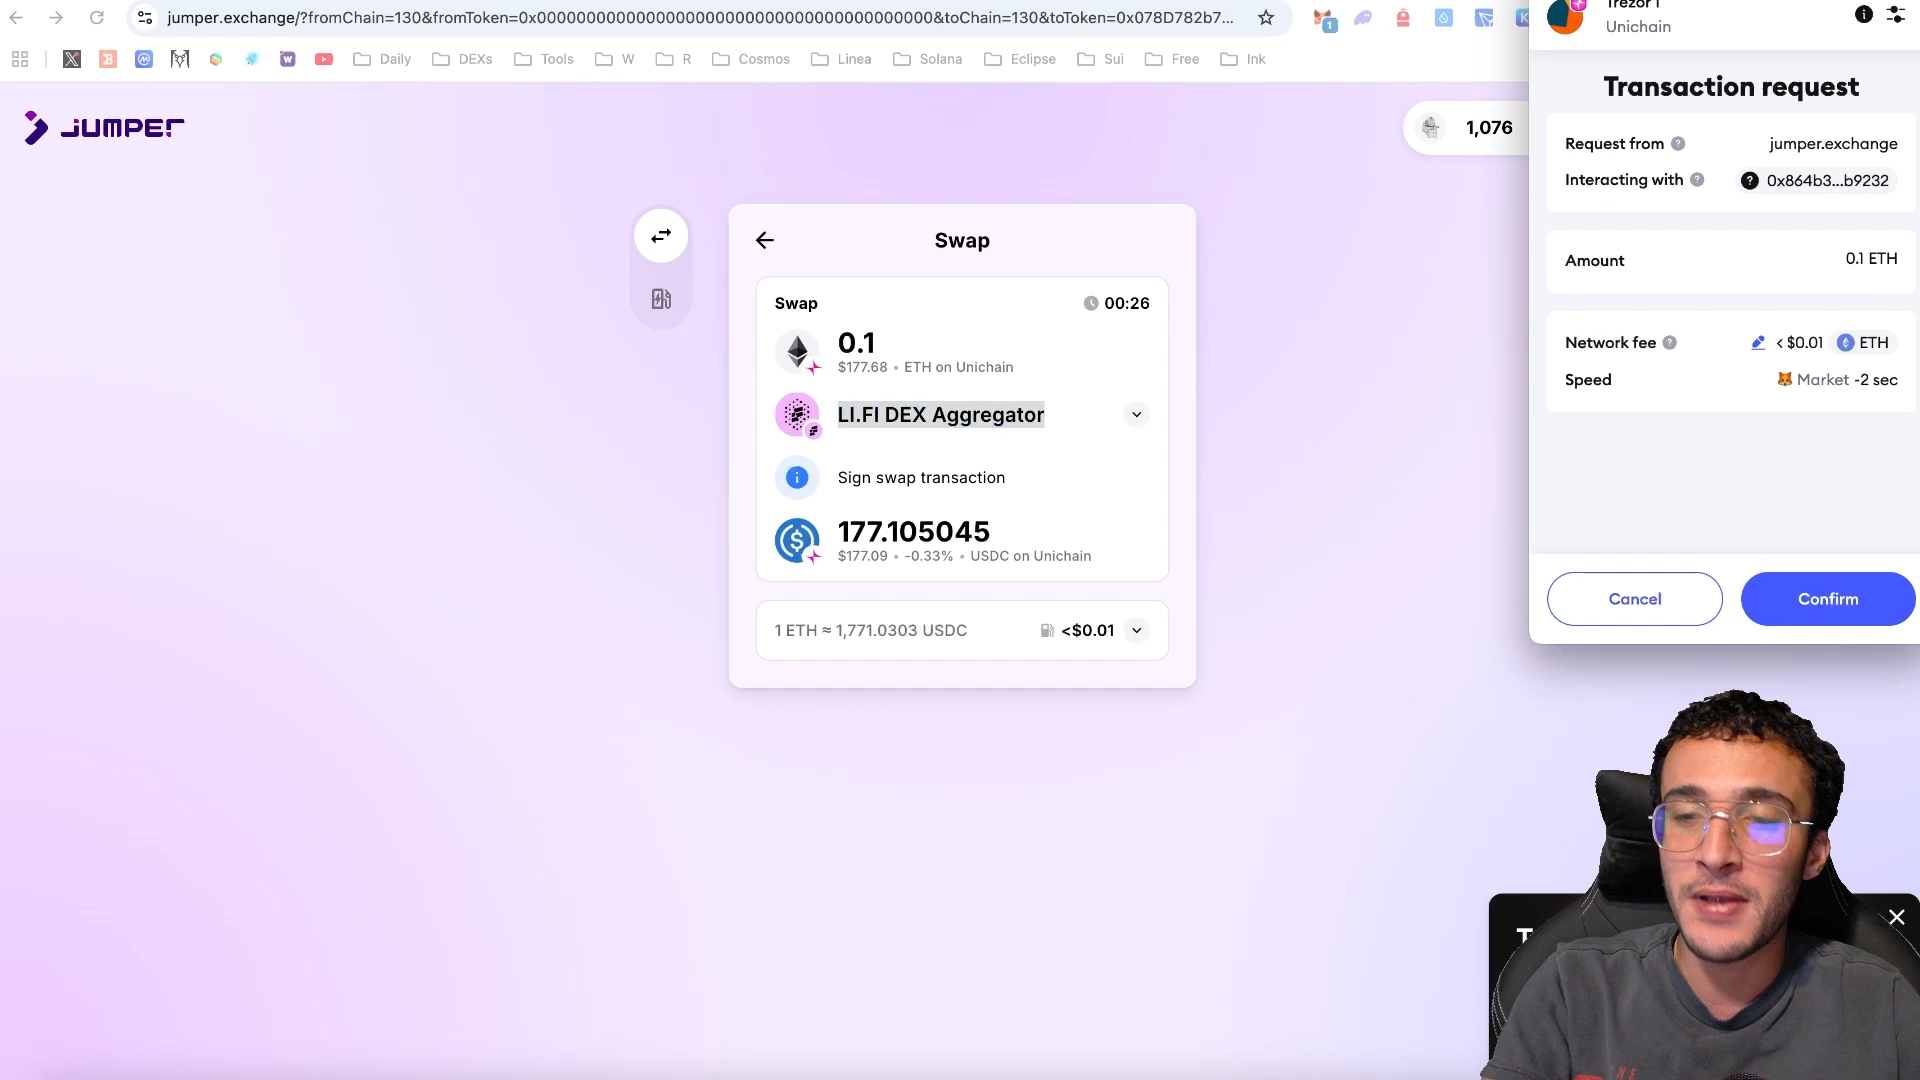 jumper.exchange/?fromChain=130&fromToken=0x0000000000000000000000000000000000000000&toChain=130&toToken=0x078D782b7...
1
Daily
DEXs
Tools
W
R
Cosmos
Linea
Solana
Eclipse
Sui
Free
Ink
JUMPER
1,076
Swap
Swap
00:26
0.1
$177.68 • ETH on Unichain
LI.FI DEX Aggregator
Sign swap transaction
177.105045
$177.09 • -0.33% • USDC on Unichain
1 ETH ≈ 1,771.0303 USDC
<$0.01
Trezor 1
Unichain
Transaction request
Request from
jumper.exchange
Interacting with
0x864b3...b9232
Amount
0.1 ETH
Network fee
< $0.01
ETH
Speed
Market ~2 sec
Cancel
Confirm